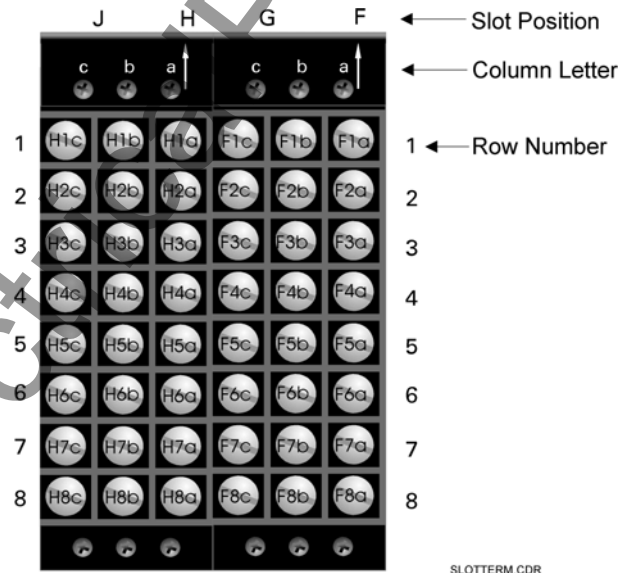 J H G F Slot Position
c b a c b a Column Letter
1 H1c H1b H1a F1c F1b F1a 1 Row Number
2 H2c H2b H2a F2c F2b F2a 2
3 H3c H3b H3a F3c F3b F3a 3
4 H4c H4b H4a F4c F4b F4a 4
5 H5c H5b H5a F5c F5b F5a 5
6 H6c H6b H6a F6c F6b F6a 6
7 H7c H7b H7a F7c F7b F7a 7
8 H8c H8b H8a F8c F8b F8a 8
SLOTTERM.CDR